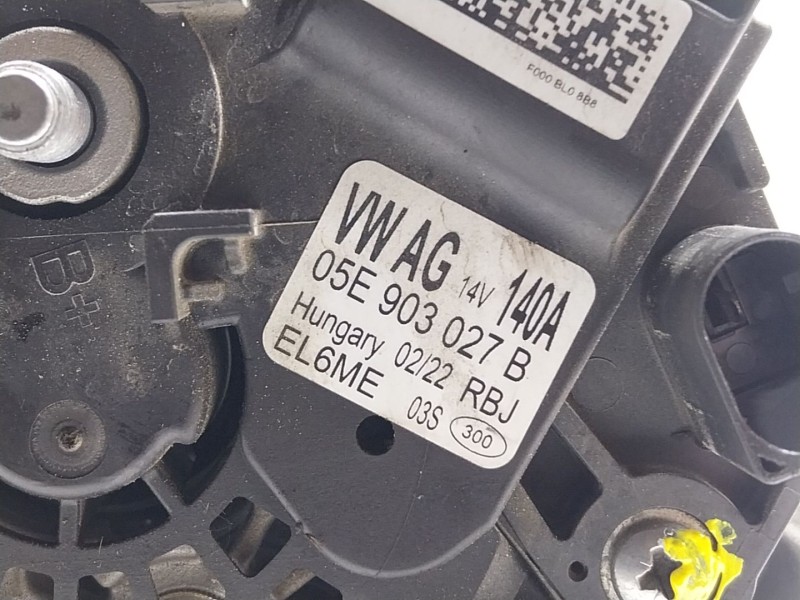 F000 BL0 8B8
VW AG 14V 140A
05E 903 027 B
Hungary 02/22 RBJ
EL6ME 03S 300
B+